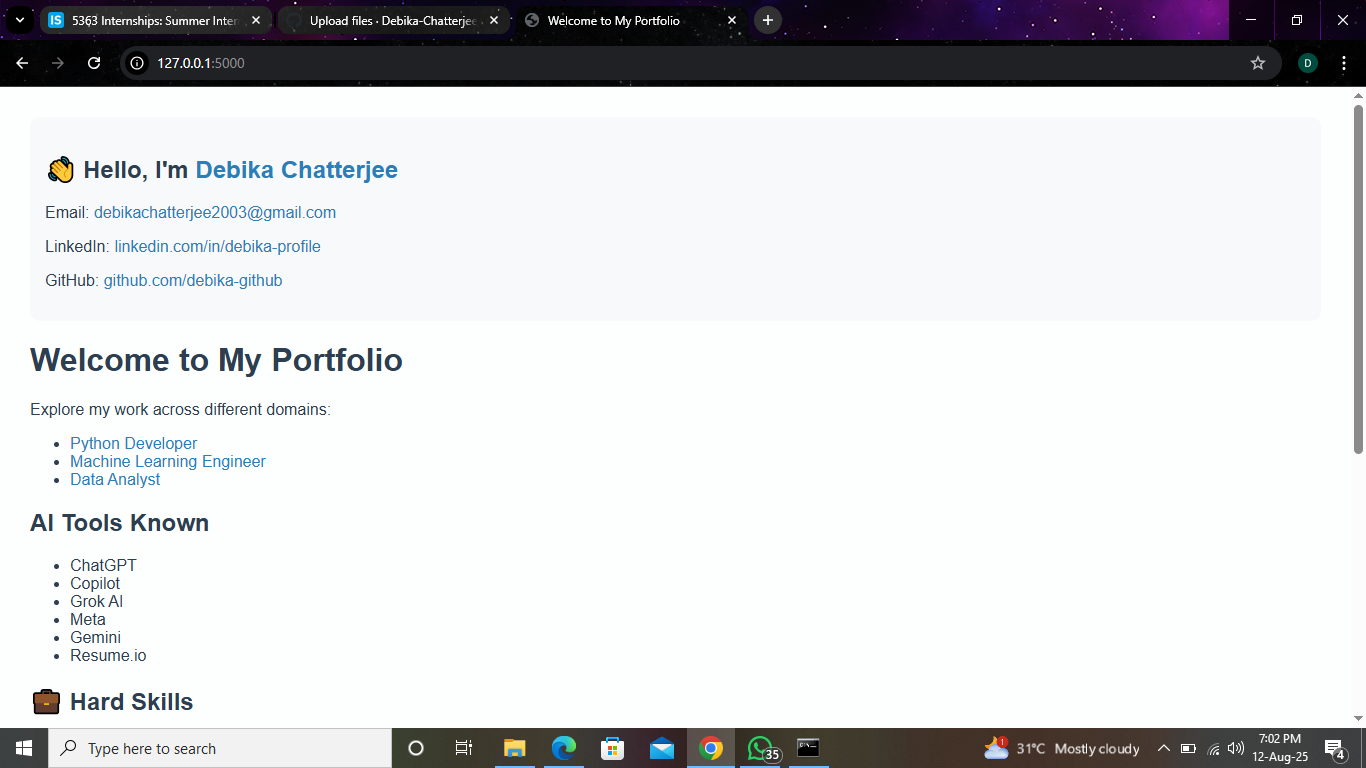 5363 Internships: Summer Inter
Upload files · Debika-Chatterjee
Welcome to My Portfolio
127.0.0.1:5000
D
👋 Hello, I'm Debika Chatterjee
Email: debikachatterjee2003@gmail.com
LinkedIn: linkedin.com/in/debika-profile
GitHub: github.com/debika-github
Welcome to My Portfolio
Explore my work across different domains:
• Python Developer
• Machine Learning Engineer
• Data Analyst
AI Tools Known
• ChatGPT
• Copilot
• Grok AI
• Meta
• Gemini
• Resume.io
💼 Hard Skills
Type here to search
35
1
31°C Mostly cloudy
7:02 PM
12-Aug-25
4